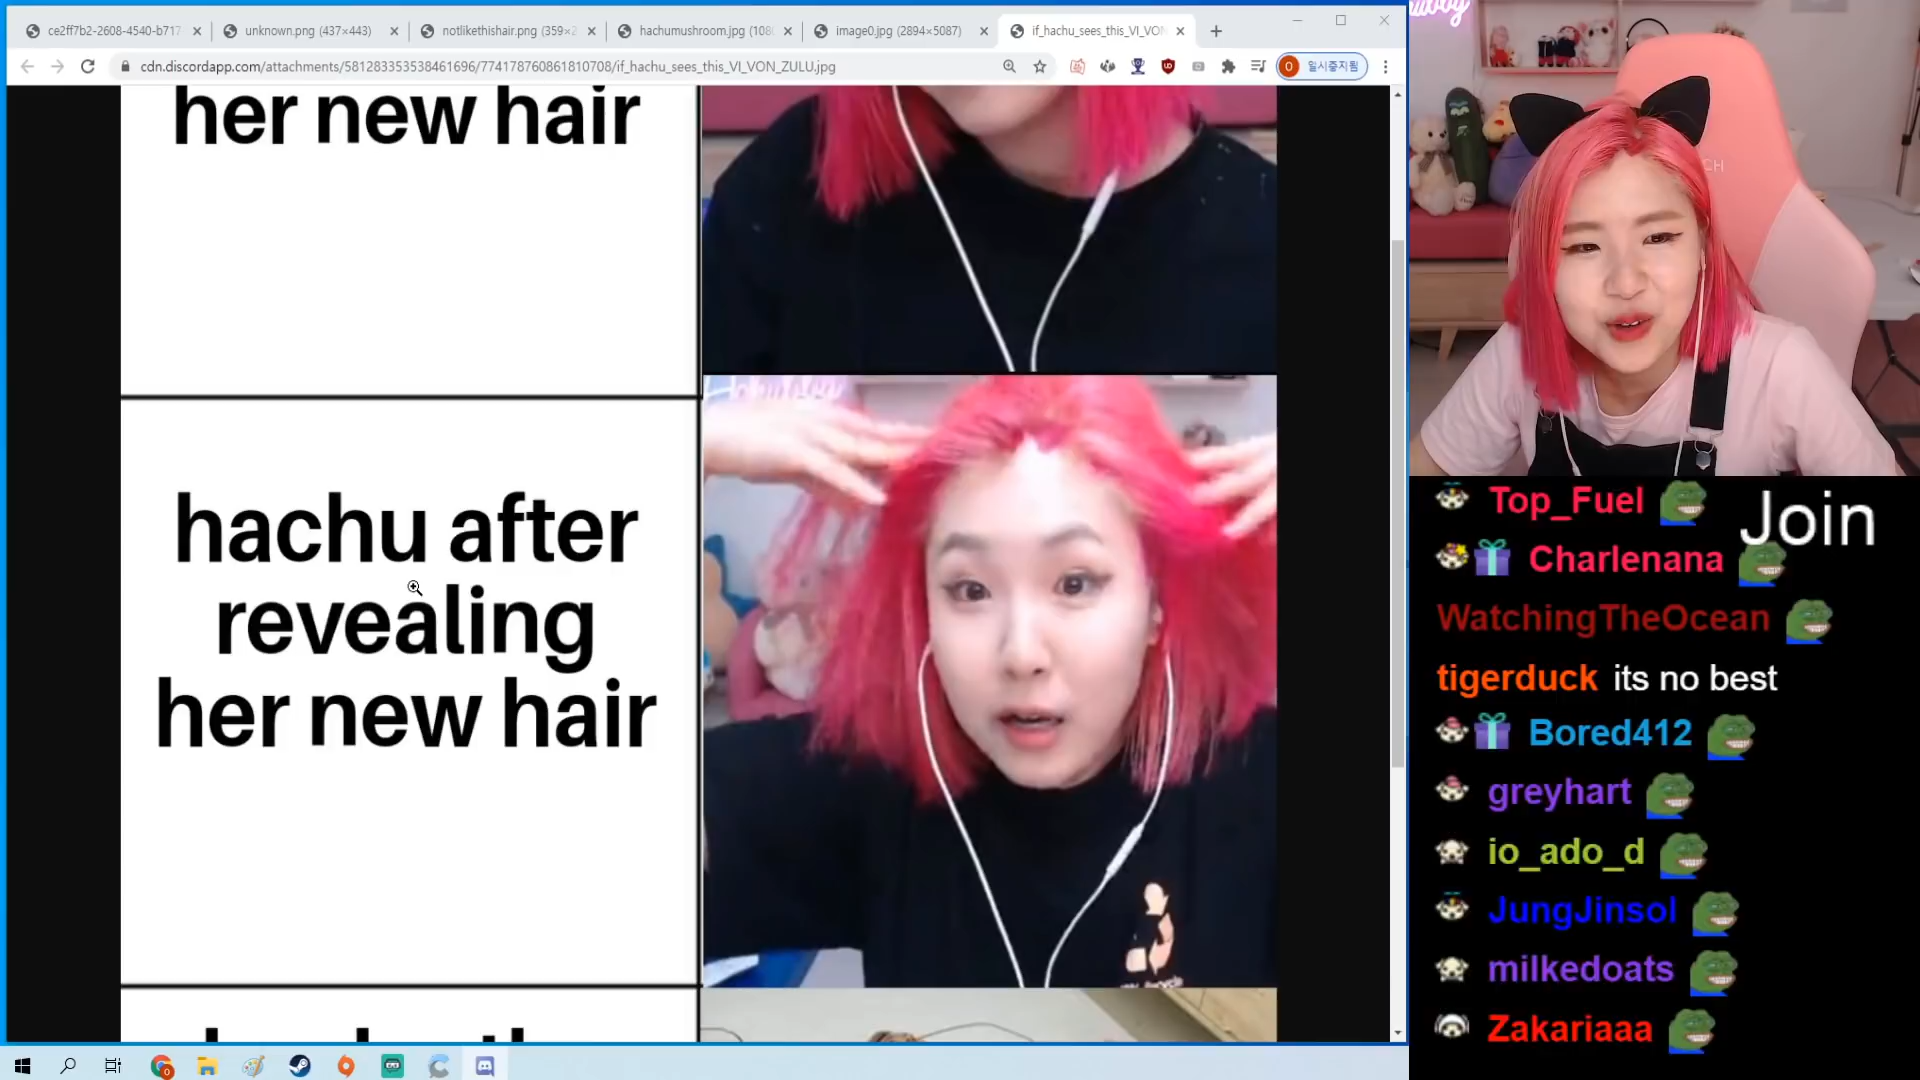 ce2ff7b2-2608-4540-b717
unknown.png (437×443)
notlikethishair.png (359×2
hachumushroom.jpg (108
image0.jpg (2894×5087)
if_hachu_sees_this_VI_VON
cdn.discordapp.com/attachments/581283353538461696/774178760861810708/if_hachu_sees_this_VI_VON_ZULU.jpg
일시중지됨
her new hair
hachu after
revealing
her new hair
Top_Fuel
Join
Charlenana
WatchingTheOcean
tigerduck its no best
Bored412
greyhart
io_ado_d
JungJinsol
milkedoats
Zakariaaa